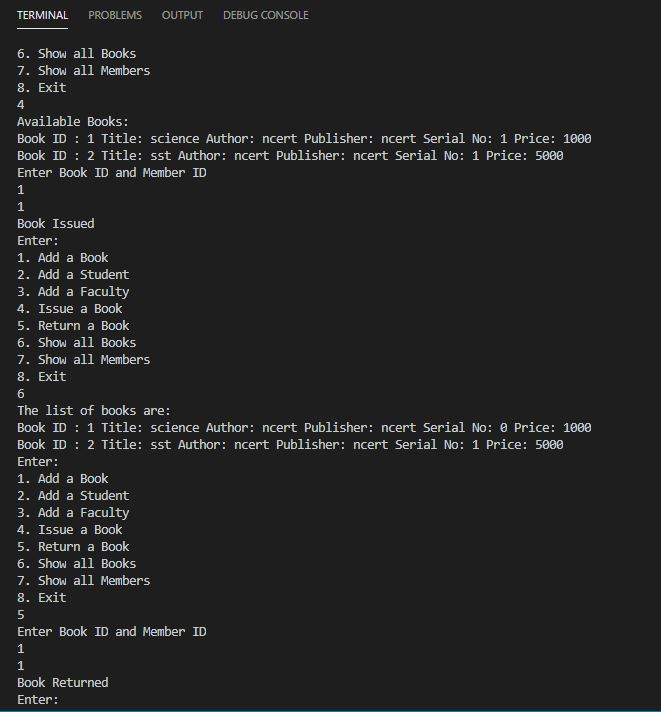 TERMINAL PROBLEMS OUTPUT DEBUG CONSOLE
6. Show all Books
7. Show all Members
8. Exit
4
Available Books:
Book ID : 1 Title: science Author: ncert Publisher: ncert Serial No: 1 Price: 1000
Book ID : 2 Title: sst Author: ncert Publisher: ncert Serial No: 1 Price: 5000
Enter Book ID and Member ID
1
1
Book Issued
Enter:
1. Add a Book
2. Add a Student
3. Add a Faculty
4. Issue a Book
5. Return a Book
6. Show all Books
7. Show all Members
8. Exit
6
The list of books are:
Book ID : 1 Title: science Author: ncert Publisher: ncert Serial No: 0 Price: 1000
Book ID : 2 Title: sst Author: ncert Publisher: ncert Serial No: 1 Price: 5000
Enter:
1. Add a Book
2. Add a Student
3. Add a Faculty
4. Issue a Book
5. Return a Book
6. Show all Books
7. Show all Members
8. Exit
5
Enter Book ID and Member ID
1
1
Book Returned
Enter: